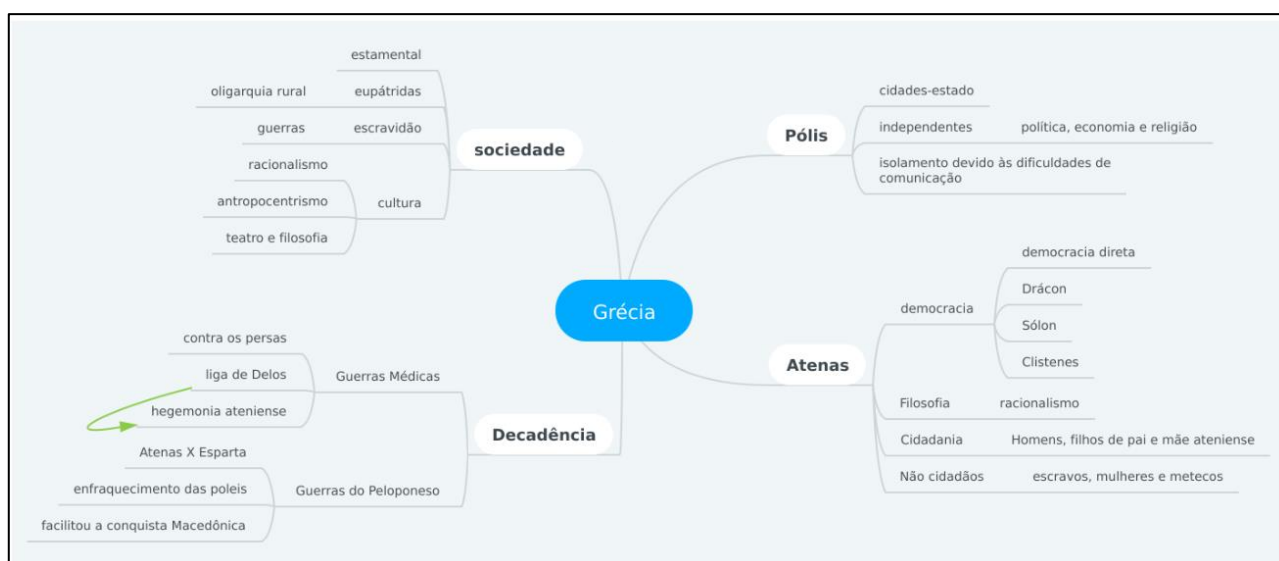 Grécia
sociedade
estamental
oligarquia rural
eupátridas
guerras
escravidão
racionalismo
antropocentrismo
teatro e filosofia
cultura
Pólis
cidades-estado
independentes
política, economia e religião
isolamento devido às dificuldades de
comunicação
Atenas
democracia
democracia direta
Drácon
Sólon
Clistenes
Filosofia
racionalismo
Cidadania
Homens, filhos de pai e mãe ateniense
Não cidadãos
escravos, mulheres e metecos
Decadência
Guerras Médicas
contra os persas
liga de Delos
hegemonia ateniense
Guerras do Peloponeso
Atenas X Esparta
enfraquecimento das poleis
facilitou a conquista Macedônica